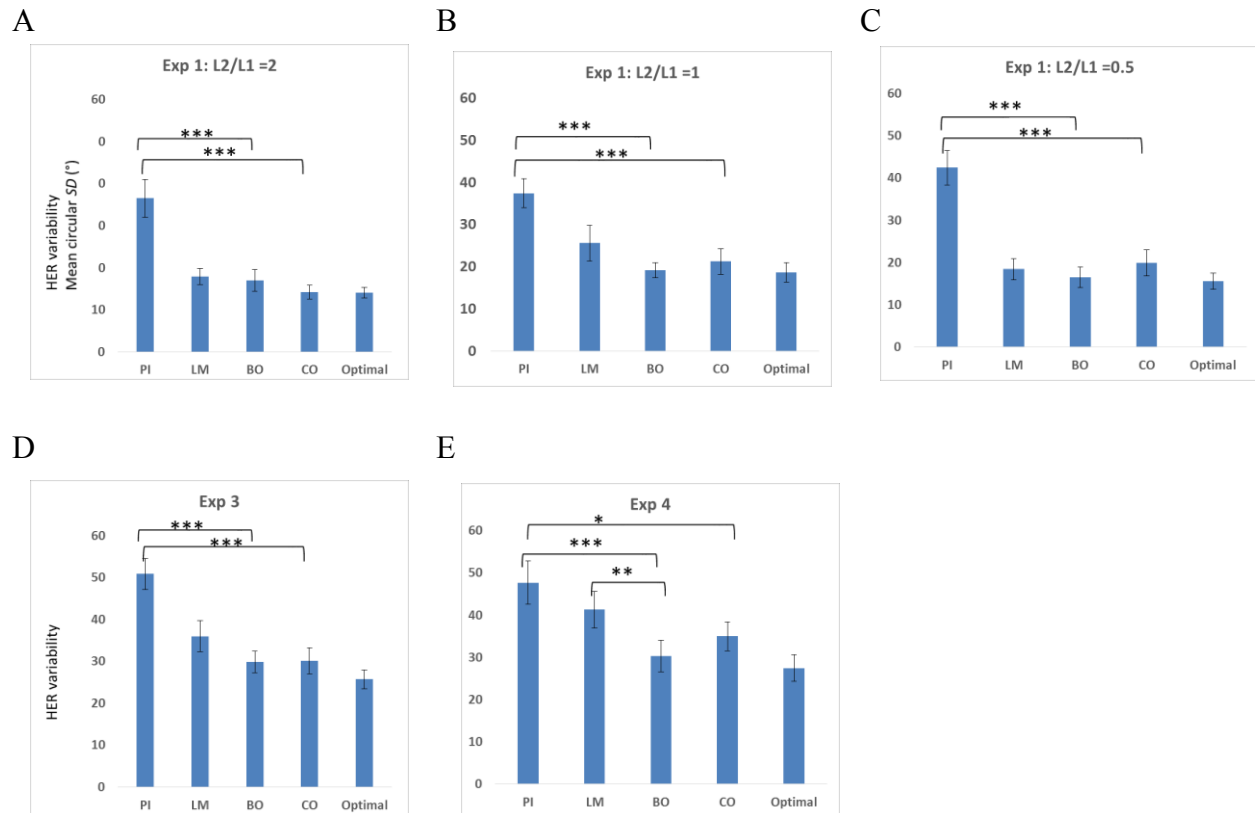 A
Exp 1: L2/L1 =2
HER variability
Mean circular SD (°)
60
0
0
0
0
10
0
***
***
PI LM BO CO Optimal
B
Exp 1: L2/L1 =1
60
50
40
30
20
10
0
***
***
PI LM BO CO Optimal
C
Exp 1: L2/L1 =0.5
60
50
40
30
20
10
0
***
***
PI LM BO CO Optimal
D
Exp 3
HER variability
60
50
40
30
20
10
0
***
***
PI LM BO CO Optimal
E
Exp 4
60
50
40
30
20
10
0
*
***
**
PI LM BO CO Optimal